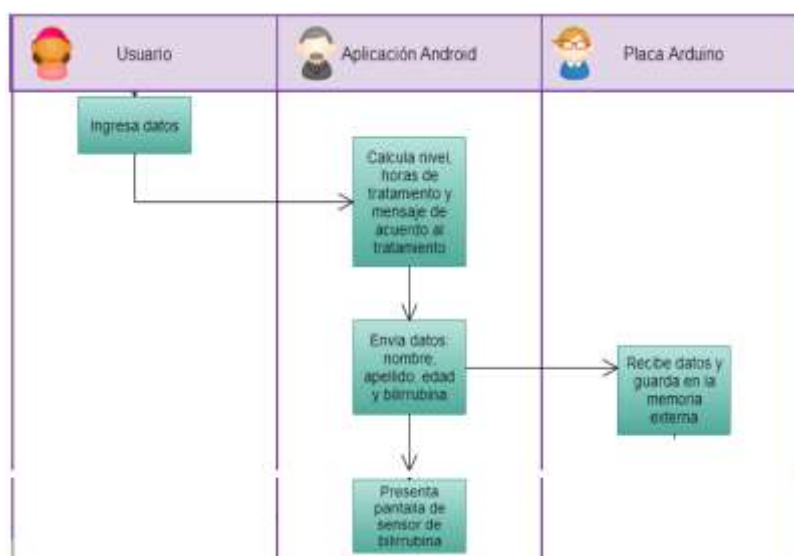 Usuario
Aplicación Android
Placa Arduino
Ingresa datos
Calcula nivel,
horas de
tratamiento y
mensaje de
acuerdo al
tratamiento
Envia datos:
nombre,
apellido, edad
y bilirrubina
Recibe datos y
guarda en la
memoria
externa
Presenta
pantalla de
sensor de
bilirrubina